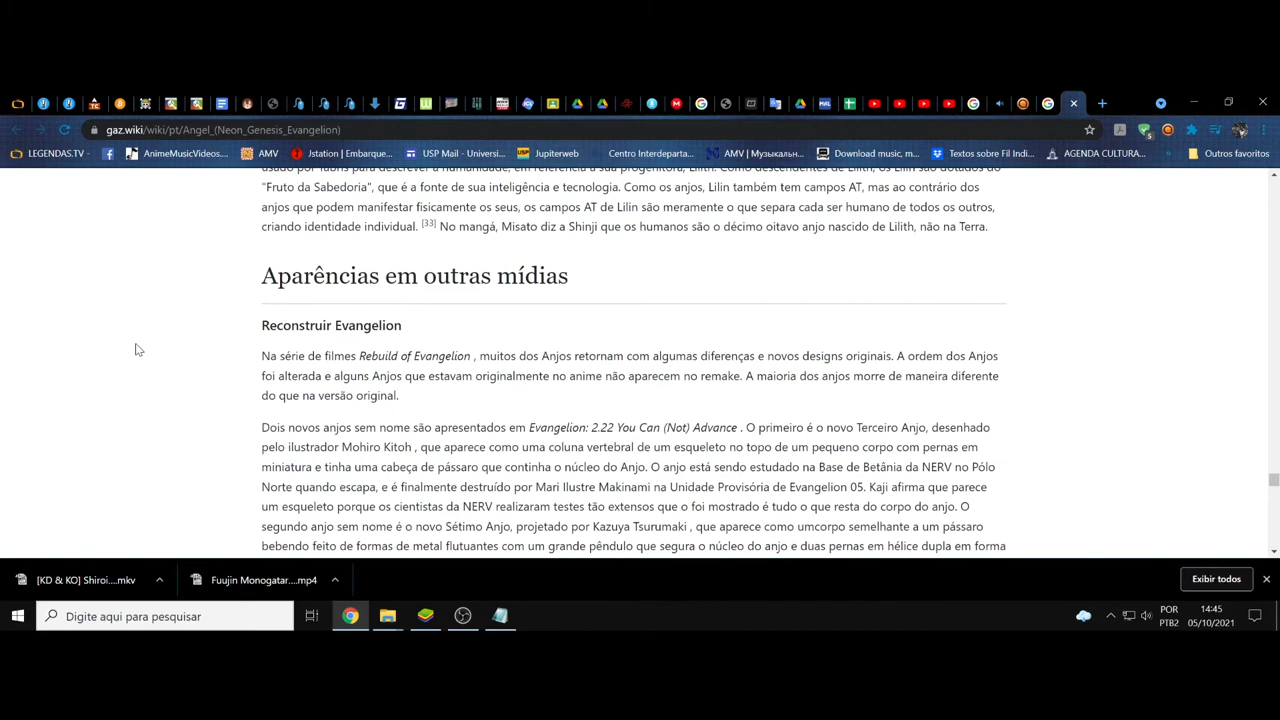 gaz.wiki/wiki/pt/Angel_(Neon_Genesis_Evangelion)
LEGENDAS.TV -
AnimeMusicVideos....
AMV
Jstation | Embarque...
USP Mail - Universi...
Jupiterweb
Centro Interdeparta...
AMV | Музыкальн...
Download music, m...
Textos sobre Fil Indi...
AGENDA CULTURA...
Outros favoritos
"Fruto da Sabedoria", que é a fonte de sua inteligência e tecnologia. Como os anjos, Lilin também tem campos AT, mas ao contrário dos
anjos que podem manifestar fisicamente os seus, os campos AT de Lilin são meramente o que separa cada ser humano de todos os outros,
criando identidade individual. [33] No mangá, Misato diz a Shinji que os humanos são o décimo oitavo anjo nascido de Lilith, não na Terra.
Aparências em outras mídias
Reconstruir Evangelion
Na série de filmes Rebuild of Evangelion , muitos dos Anjos retornam com algumas diferenças e novos designs originais. A ordem dos Anjos
foi alterada e alguns Anjos que estavam originalmente no anime não aparecem no remake. A maioria dos anjos morre de maneira diferente
do que na versão original.
Dois novos anjos sem nome são apresentados em Evangelion: 2.22 You Can (Not) Advance . O primeiro é o novo Terceiro Anjo, desenhado
pelo ilustrador Mohiro Kitoh , que aparece como uma coluna vertebral de um esqueleto no topo de um pequeno corpo com pernas em
miniatura e tinha uma cabeça de pássaro que continha o núcleo do Anjo. O anjo está sendo estudado na Base de Betânia da NERV no Pólo
Norte quando escapa, e é finalmente destruído por Mari Ilustre Makinami na Unidade Provisória de Evangelion 05. Kaji afirma que parece
um esqueleto porque os cientistas da NERV realizaram testes tão extensos que o foi mostrado é tudo o que resta do corpo do anjo. O
segundo anjo sem nome é o novo Sétimo Anjo, projetado por Kazuya Tsurumaki , que aparece como umcorpo semelhante a um pássaro
bebendo feito de formas de metal flutuantes com um grande pêndulo que segura o núcleo do anjo e duas pernas em hélice dupla em forma
[KD & KO] Shiroi....mkv
Fuujin Monogatar....mp4
Exibir todos
Digite aqui para pesquisar
POR
PTB2
14:45
05/10/2021